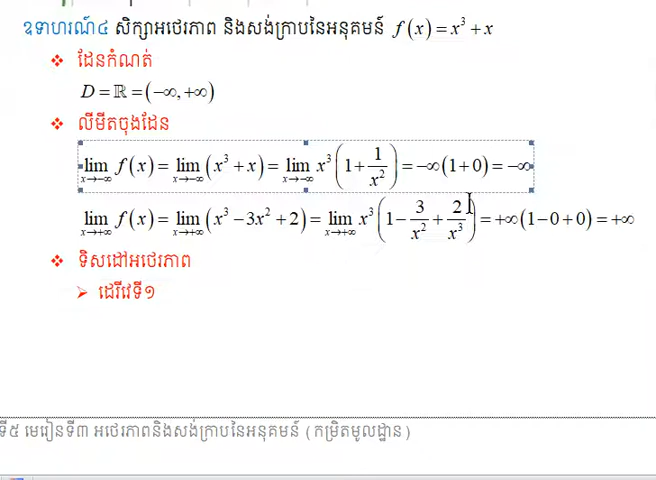 ឧទាហរណ៍៤ សិក្សាអថេរភាព និងសង់ក្រាបនៃអនុគមន៍ f(x) = x³ + x
❖ ដែនកំណត់
D = ℝ = (−∞, +∞)
❖ លីមីតចុងដែន
lim_{x→−∞} f(x) = lim_{x→−∞} (x³ + x) = lim_{x→−∞} x³ (1 + 1/x²) = −∞(1 + 0) = −∞
lim_{x→+∞} f(x) = lim_{x→+∞} (x³ − 3x² + 2) = lim_{x→+∞} x³ (1 − 3/x² + 2/x³) = +∞(1 − 0 + 0) = +∞
❖ ទិសដៅអថេរភាព
➢ ដេរីវេទី១
ទី៥ មេរៀនទី៣ អថេរភាពនិងសង់ក្រាបនៃអនុគមន៍ (កម្រិតមូលដ្ឋាន)